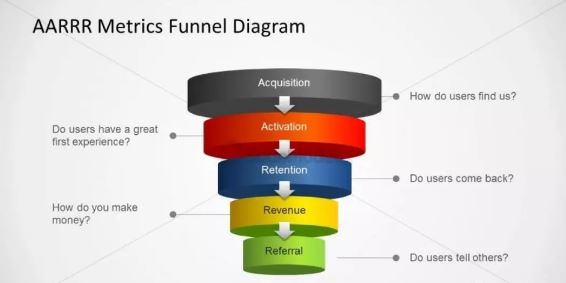 AARRR Metrics Funnel Diagram
Acquisition
How do users find us?
Activation
Do users have a great
first experience?
Retention
Do users come back?
Revenue
How do you make
money?
Referral
Do users tell others?